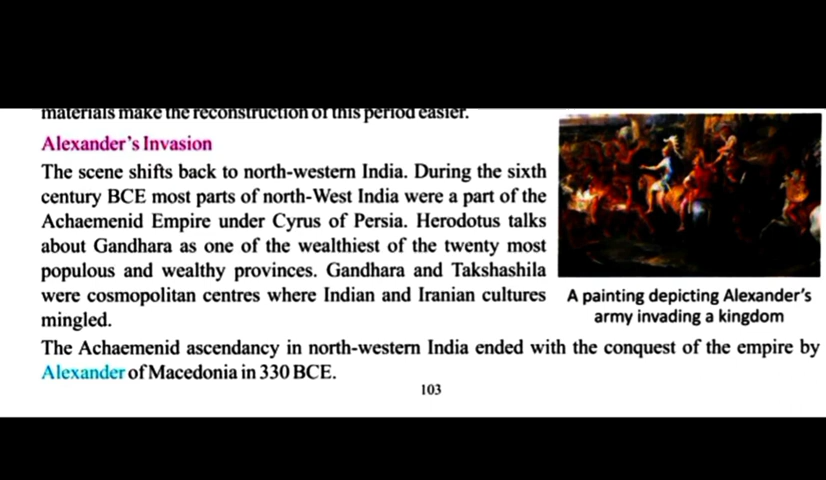 materials make the reconstruction of this period easier.
Alexander's Invasion
The scene shifts back to north-western India. During the sixth
century BCE most parts of north-West India were a part of the
Achaemenid Empire under Cyrus of Persia. Herodotus talks
about Gandhara as one of the wealthiest of the twenty most
populous and wealthy provinces. Gandhara and Takshashila
were cosmopolitan centres where Indian and Iranian cultures
mingled.
A painting depicting Alexander's
army invading a kingdom
The Achaemenid ascendancy in north-western India ended with the conquest of the empire by
Alexander of Macedonia in 330 BCE.
103